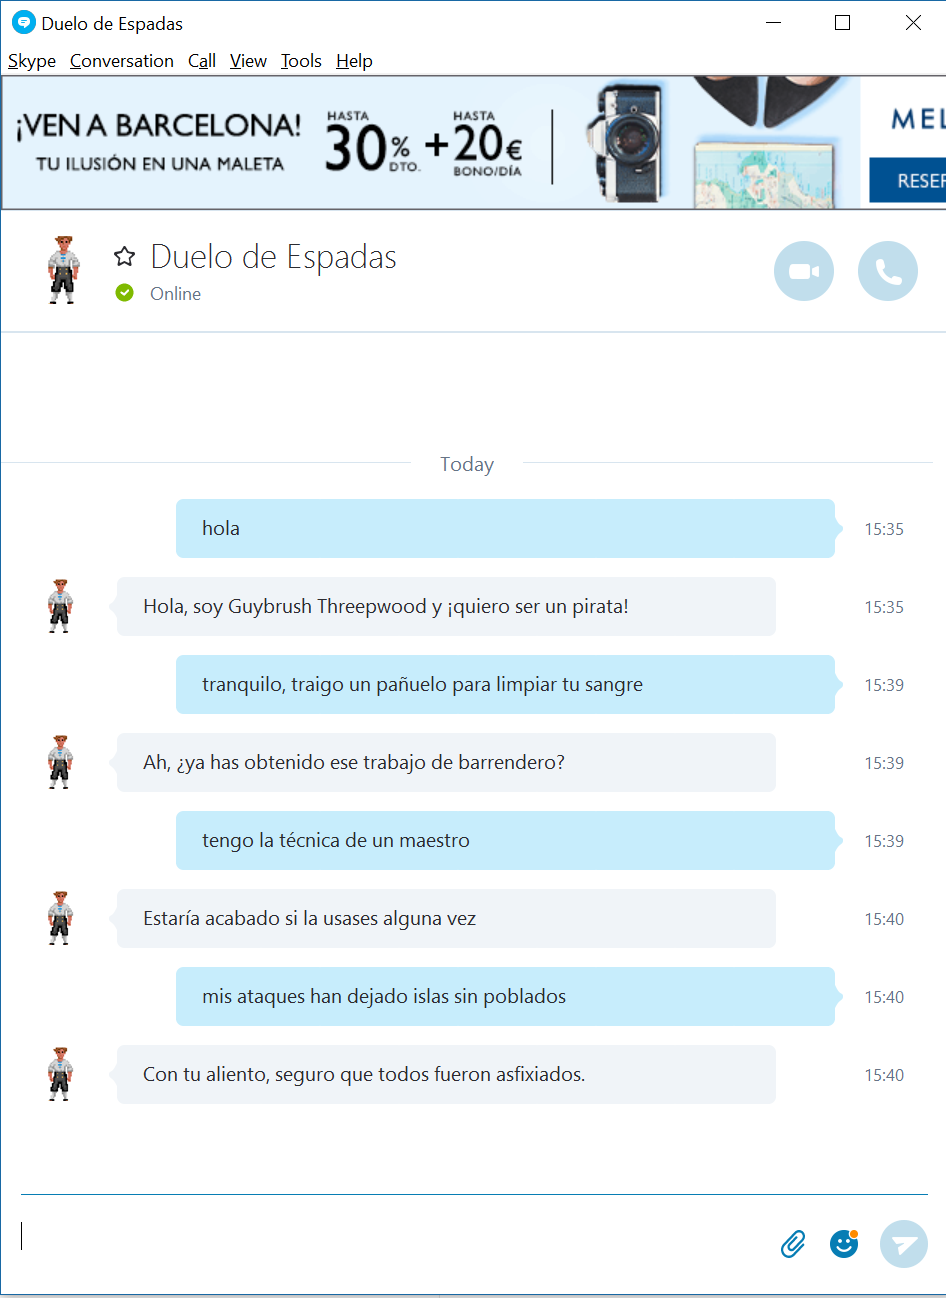 Duelo de Espadas
Skype Conversation Call View Tools Help
¡VEN A BARCELONA!
TU ILUSIÓN EN UNA MALETA
HASTA
30% DTO.
+
HASTA
20€
BONO/DÍA
MEL
RESER
Duelo de Espadas
Online
Today
hola 15:35
Hola, soy Guybrush Threepwood y ¡quiero ser un pirata! 15:35
tranquilo, traigo un pañuelo para limpiar tu sangre 15:39
Ah, ¿ya has obtenido ese trabajo de barrendero? 15:39
tengo la técnica de un maestro 15:39
Estaría acabado si la usases alguna vez 15:40
mis ataques han dejado islas sin poblados 15:40
Con tu aliento, seguro que todos fueron asfixiados. 15:40